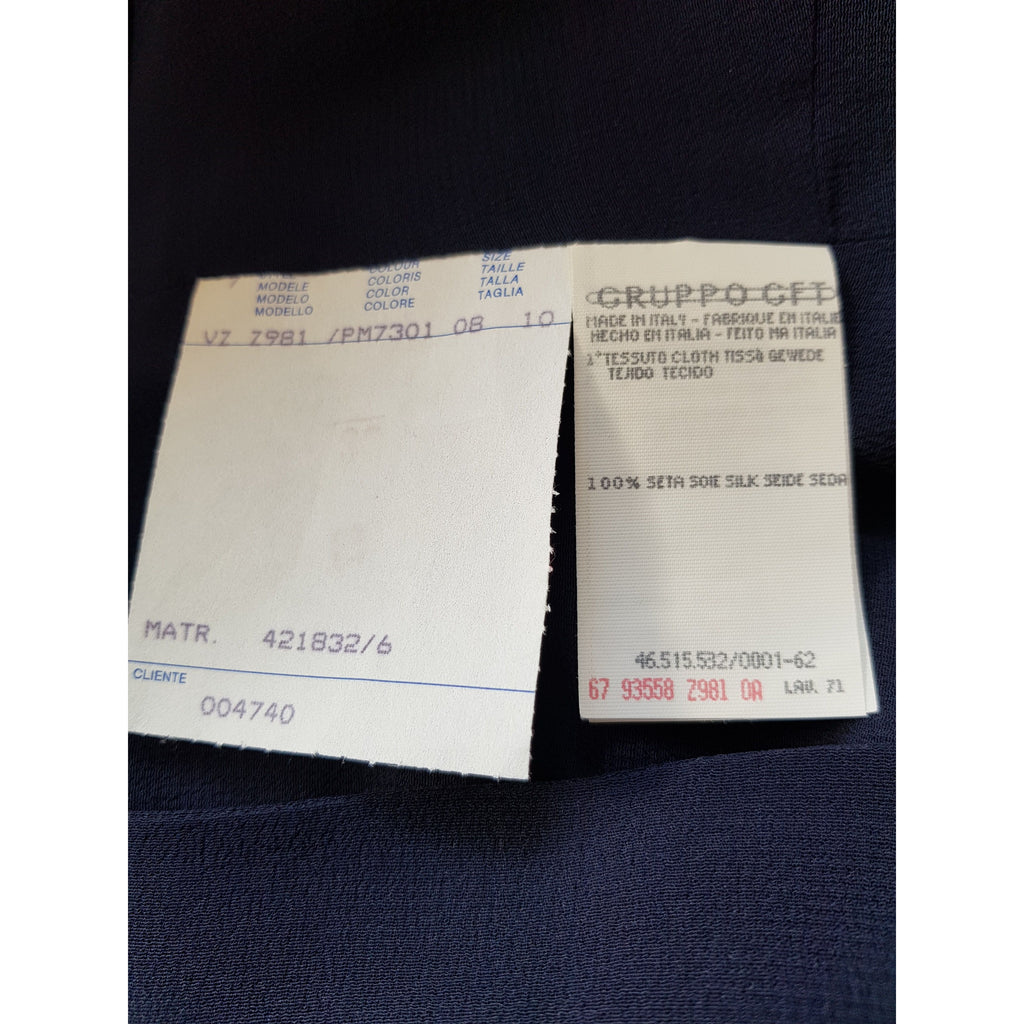 COLOUR SIZE
MODELE COLORIS TAILLE
MODELO COLOR TALLA
MODELLO COLORE TAGLIA
VZ Z981 /PM7301 08 10
MATR. 421832/6
CLIENTE
004740
GRUPPO GFT
MADE IN ITALY - FABRIQUE EN ITALIE
HECHO EN ITALIA - FEITO NA ITALIA
1°TESSUTO CLOTH TISSU GEWEDE
TEJIDO TECIDO
100% SETA SOIE SILK SEIDE SEDA
46.515.532/0001-62
67 93558 Z981 0A LAV. 71